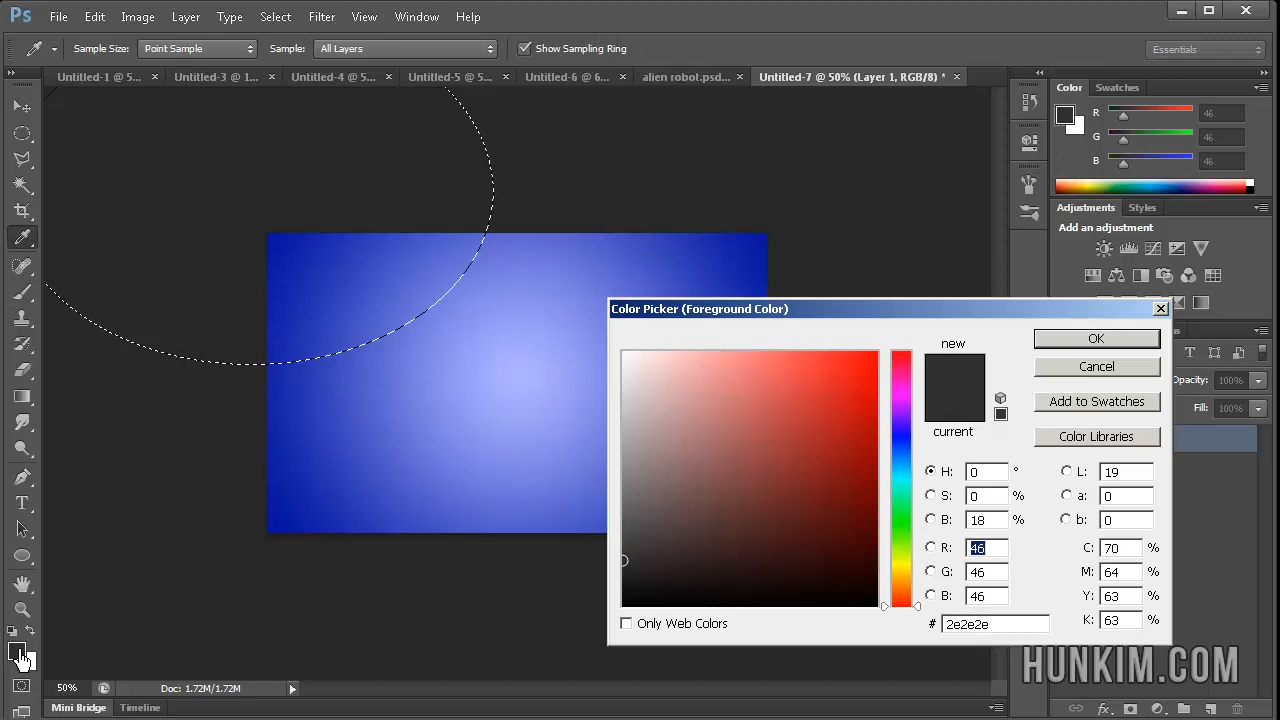 Ps File Edit Image Layer Type Select Filter View Window Help
Sample Size: Point Sample Sample: All Layers Show Sampling Ring Essentials
Untitled-1 @ 5... × Untitled-3 @ 1... × Untitled-4 @ 5... × Untitled-5 @ 5... × Untitled-6 @ 6... × alien robot.psd... × Untitled-7 @ 50% (Layer 1, RGB/8) * ×
Color Swatches
R 46
G 46
B 46
Adjustments Styles
Add an adjustment
Opacity: 100%
Fill: 100%
Color Picker (Foreground Color)
new
current
OK
Cancel
Add to Swatches
Color Libraries
H: 0 °
S: 0 %
B: 18 %
R: 46
G: 46
B: 46
L: 19
a: 0
b: 0
C: 70 %
M: 64 %
Y: 63 %
K: 63 %
# 2e2e2e
Only Web Colors
HUNKIM.COM
50% Doc: 1.72M/1.72M
Mini Bridge Timeline